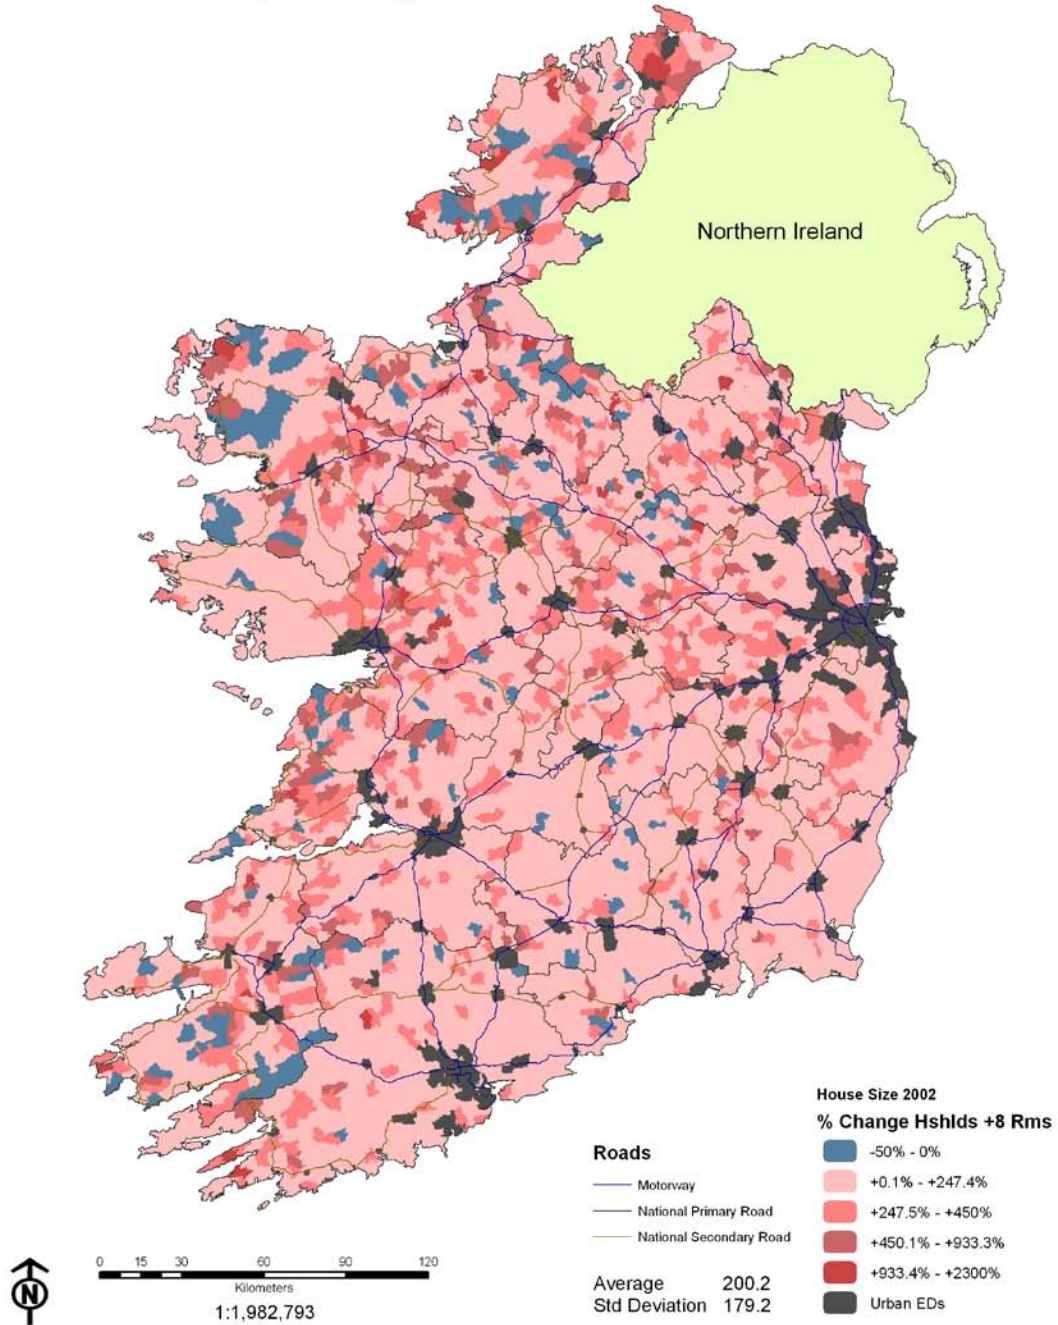 Northern Ireland
House Size 2002
% Change Hshlds +8 Rms
-50% - 0%
+0.1% - +247.4%
+247.5% - +450%
+450.1% - +933.3%
+933.4% - +2300%
Urban EDs
Roads
Motorway
National Primary Road
National Secondary Road
Average 200.2
Std Deviation 179.2
0 15 30 60 90 120
Kilometers
1:1,982,793
N